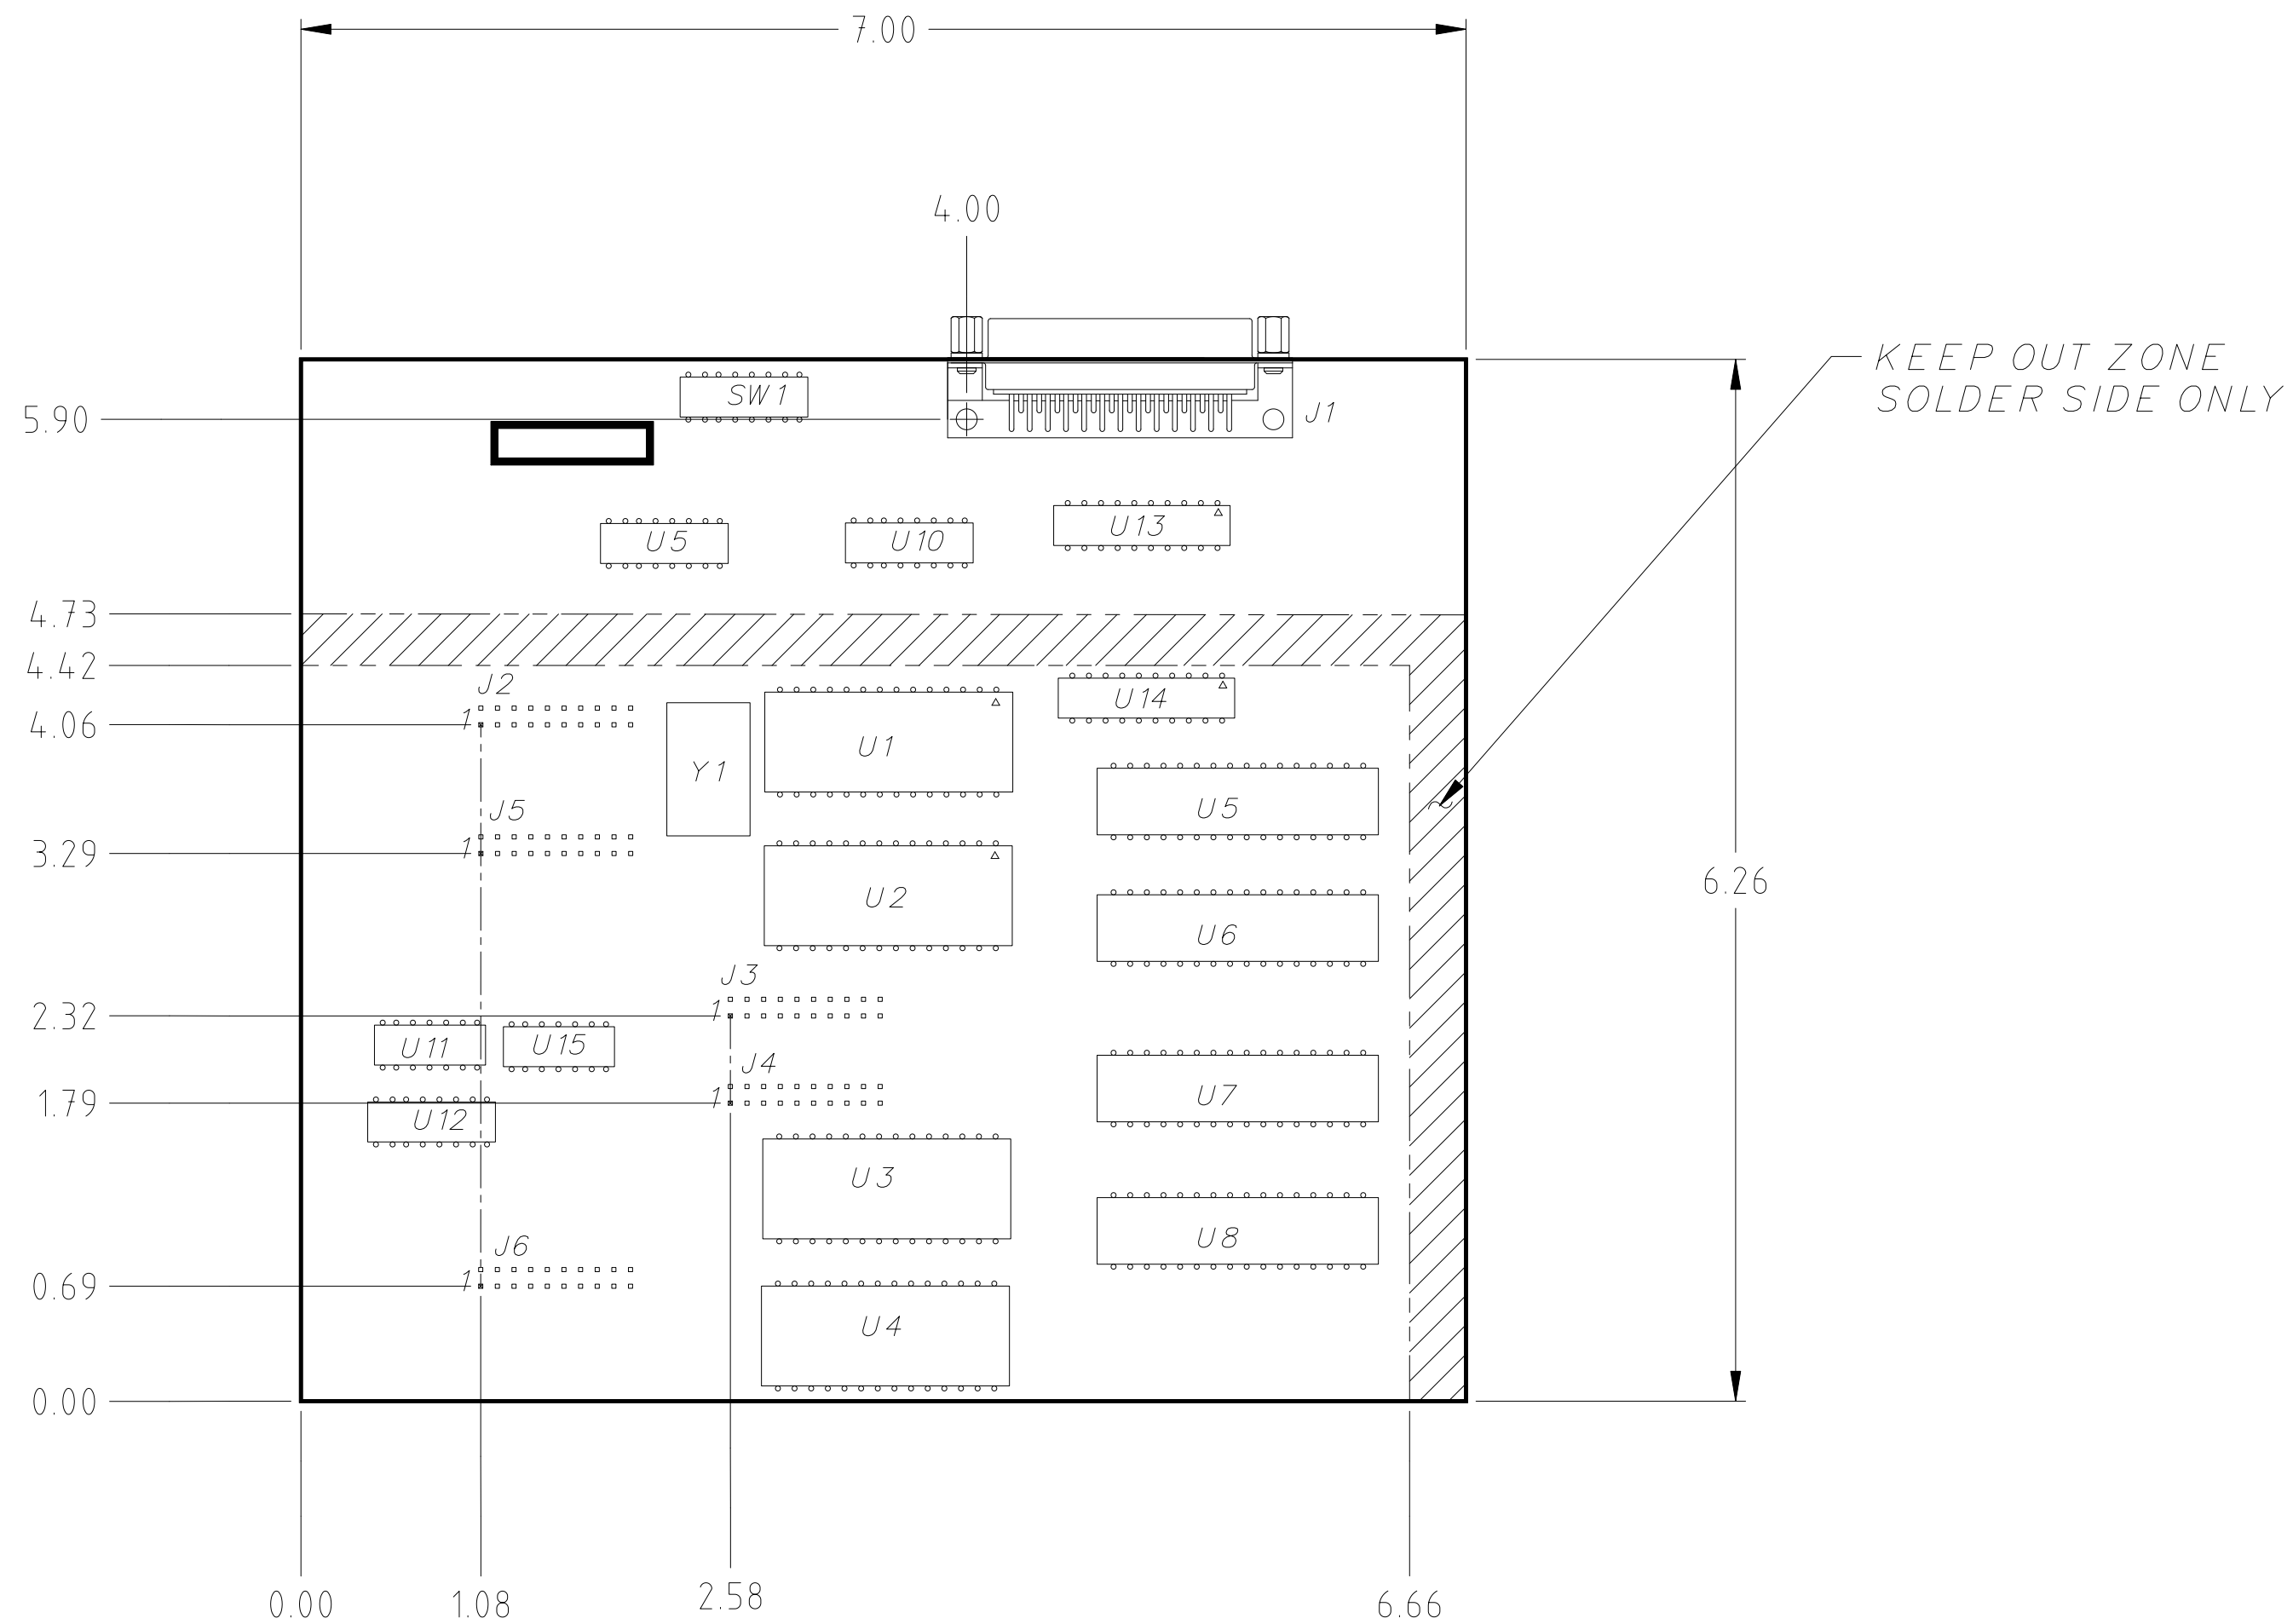 7.00
4.00
KEEP OUT ZONE
SOLDER SIDE ONLY
SW1
5.90
J1
U5
U10
U13
4.73
4.42
J2
U14
1
4.06
U1
Y1
J5
U5
1
3.29
6.26
U2
U6
J3
1
2.32
U11
U15
J4
1
1.79
U7
U12
U3
J6
U8
1
0.69
U4
0.00
0.00
1.08
2.58
6.66